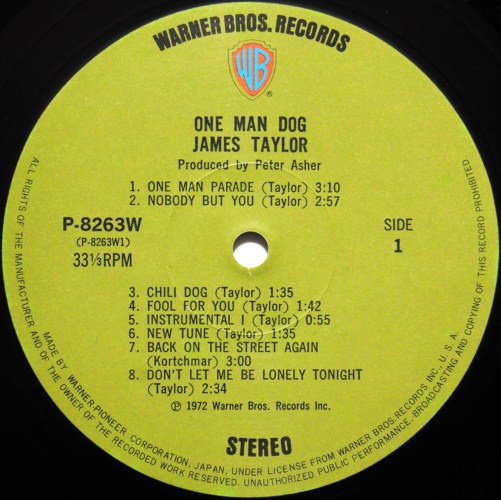 WARNER BROS. RECORDS
WB
®
ONE MAN DOG
JAMES TAYLOR
Produced by Peter Asher
1. ONE MAN PARADE (Taylor) 3:10
2. NOBODY BUT YOU (Taylor) 2:57
P-8263W
(P-8263W1)
33⅓RPM
SIDE
1
3. CHILI DOG (Taylor) 1:35
4. FOOL FOR YOU (Taylor) 1:42
5. INSTRUMENTAL I (Taylor) 0:55
6. NEW TUNE (Taylor) 1:35
7. BACK ON THE STREET AGAIN
(Kortchmar) 3:00
8. DON'T LET ME BE LONELY TONIGHT
(Taylor) 2:34
Ⓟ 1972 Warner Bros. Records Inc.
STEREO
MADE BY WARNER-PIONEER CORPORATION, JAPAN, UNDER LICENSE FROM WARNER BROS. RECORDS INC., U.S.A.
ALL RIGHTS OF THE MANUFACTURER AND OF THE OWNER OF THE RECORDED WORK RESERVED. UNAUTHORIZED PUBLIC PERFORMANCE, BROADCASTING AND COPYING OF THIS RECORD PROHIBITED.